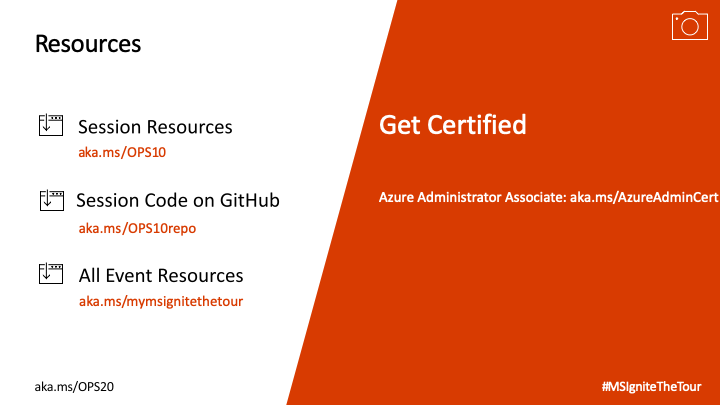 Resources
Session Resources
aka.ms/OPS10
Session Code on GitHub
aka.ms/OPS10repo
All Event Resources
aka.ms/mymsignitethetour
Get Certified
Azure Administrator Associate: aka.ms/AzureAdminCert
aka.ms/OPS20
#MSIgniteTheTour